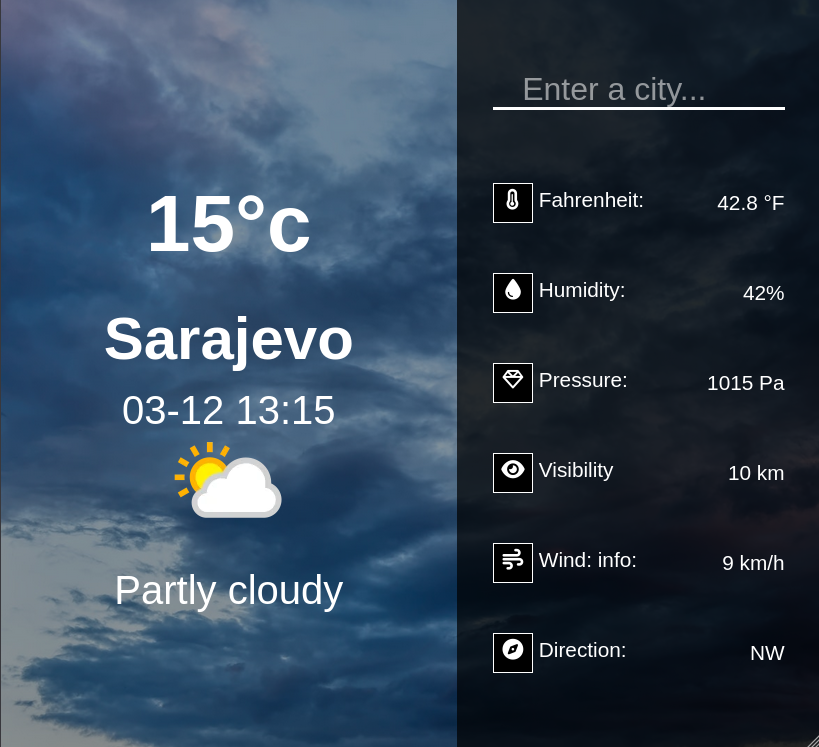 15°c
Sarajevo
03-12 13:15
Partly cloudy
Enter a city...
Fahrenheit: 42.8 °F
Humidity: 42%
Pressure: 1015 Pa
Visibility 10 km
Wind: info: 9 km/h
Direction: NW